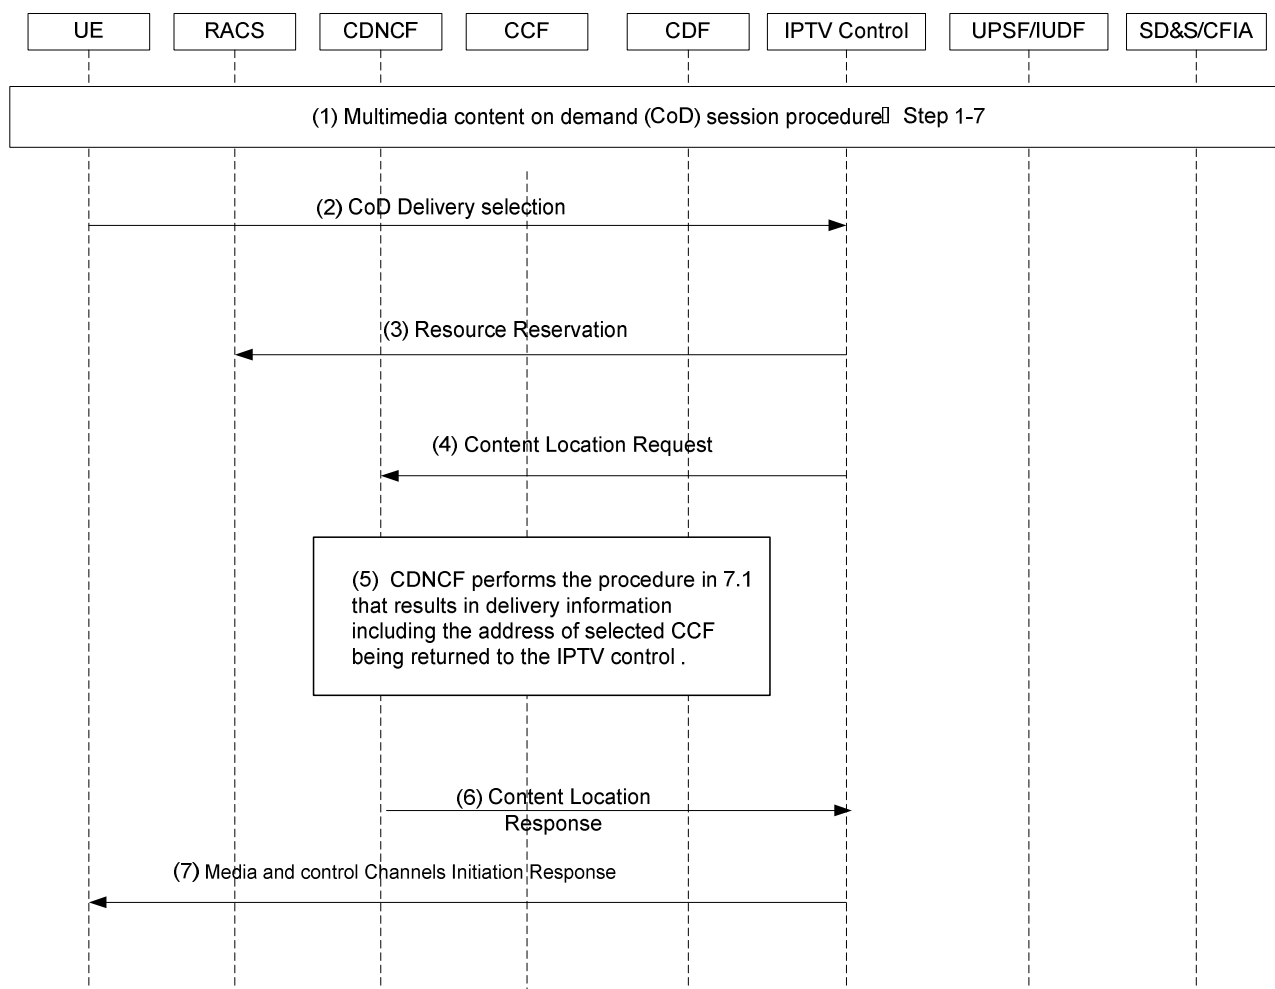 UE
RACS
CDNCF
CCF
CDF
IPTV Control
UPSF/IUDF
SD&S/CFIA
(1) Multimedia content on demand (CoD) session procedure▯ Step 1-7
(2) CoD Delivery selection
(3) Resource Reservation
(4) Content Location Request
(5) CDNCF performs the procedure in 7.1
that results in delivery information
including the address of selected CCF
being returned to the IPTV control .
(6) Content Location
Response
(7) Media and control Channels Initiation Response